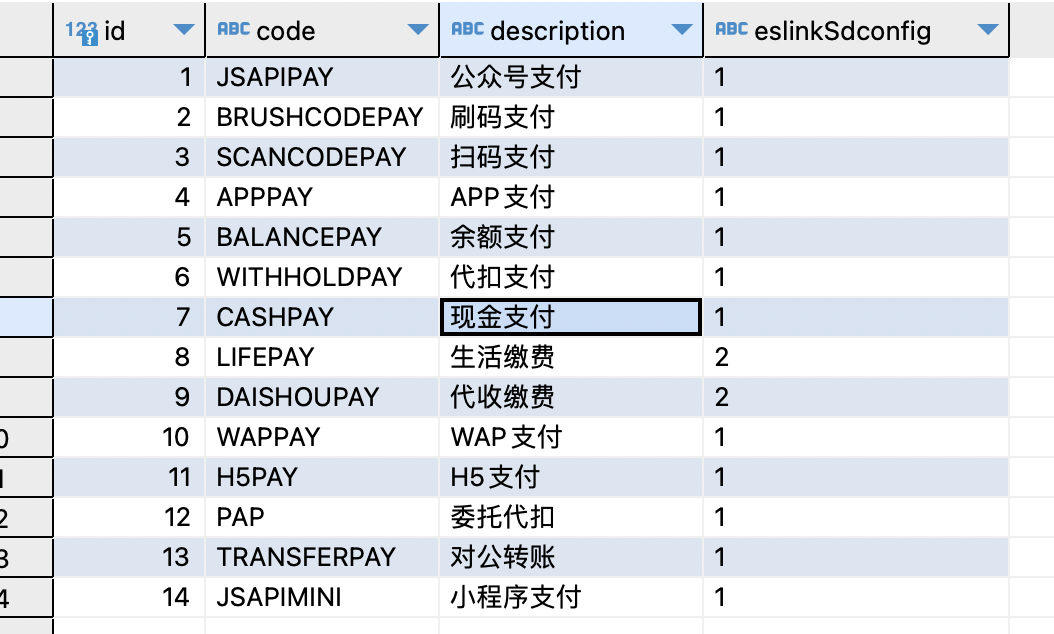 123 id ABC code ABC description ABC eslinkSdconfig
1 JSAPIPAY 公众号支付 1
2 BRUSHCODEPAY 刷码支付 1
3 SCANCODEPAY 扫码支付 1
4 APPPAY APP支付 1
5 BALANCEPAY 余额支付 1
6 WITHHOLDPAY 代扣支付 1
7 CASHPAY 现金支付 1
8 LIFEPAY 生活缴费 2
9 DAISHOUPAY 代收缴费 2
0 10 WAPPAY WAP支付 1
1 11 H5PAY H5支付 1
2 12 PAP 委托代扣 1
3 13 TRANSFERPAY 对公转账 1
4 14 JSAPIMINI 小程序支付 1